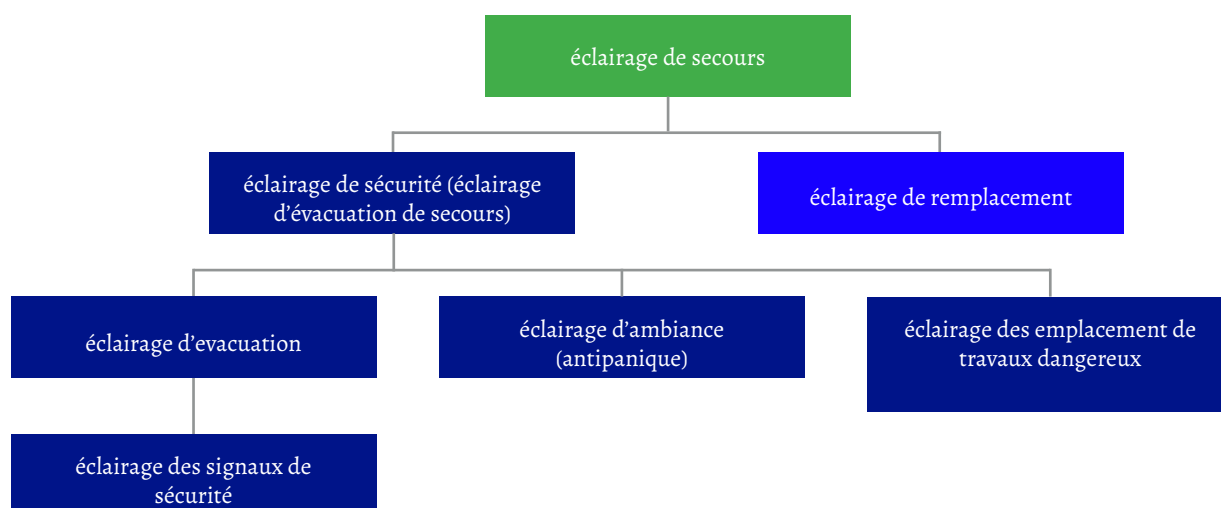 éclairage de secours
éclairage de sécurité (éclairage
d’évacuation de secours)
éclairage de remplacement
éclairage d’evacuation
éclairage d’ambiance
(antipanique)
éclairage des emplacement de
travaux dangereux
éclairage des signaux de
sécurité